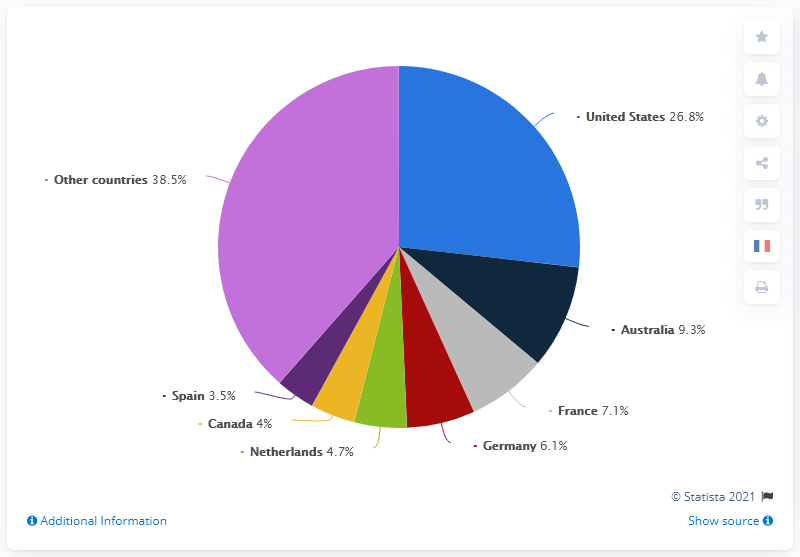 United States 26.8%
Other countries 38.5%
Australia 9.3%
Spain 3.5%
France 7.1%
Canada 4%
Germany 6.1%
Netherlands 4.7%
© Statista 2021
Additional Information
Show source